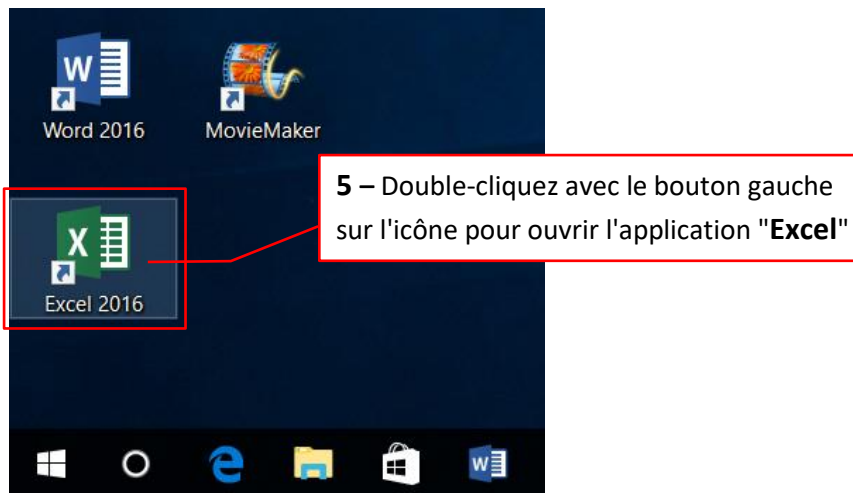 Word 2016
MovieMaker
5 – Double-cliquez avec le bouton gauche
sur l'icône pour ouvrir l'application "Excel"
Excel 2016